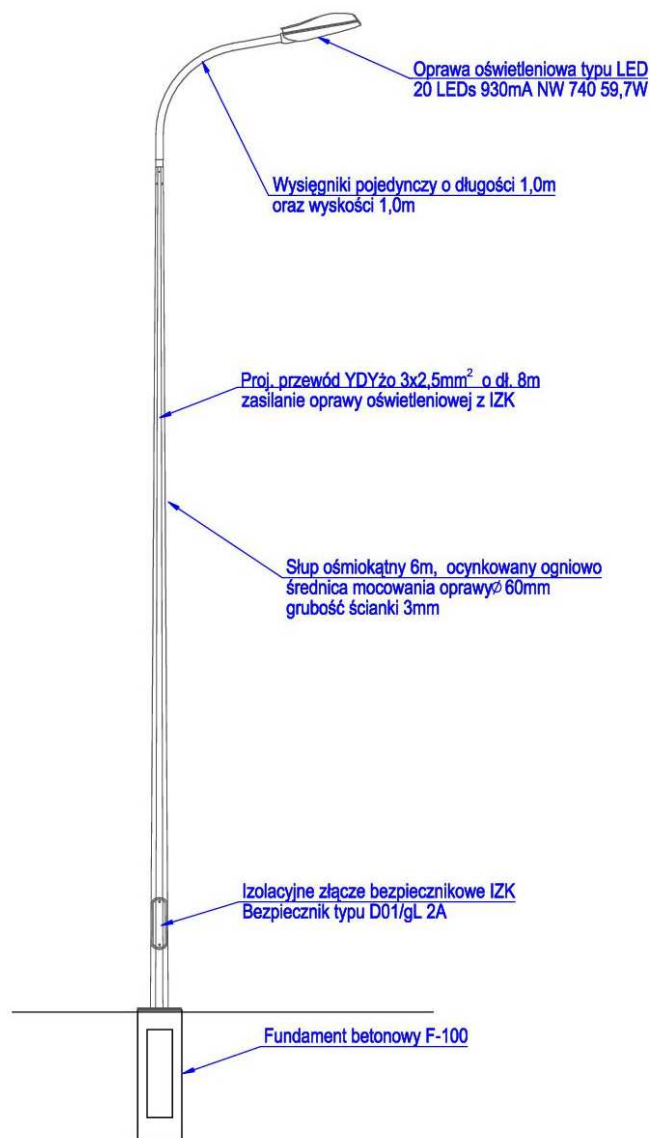 Oprawa oświetleniowa typu LED
20 LEDs 930mA NW 740 59,7W
Wysięgniki pojedynczy o długości 1,0m
oraz wyskości 1,0m
Proj. przewód YDYżo 3x2,5mm² o dł. 8m
zasilanie oprawy oświetleniowej z IZK
Słup ośmiokątny 6m, ocynkowany ogniowo
średnica mocowania oprawyø 60mm
grubość ścianki 3mm
Izolacyjne złącze bezpiecznikowe IZK
Bezpiecznik typu D01/gL 2A
Fundament betonowy F-100